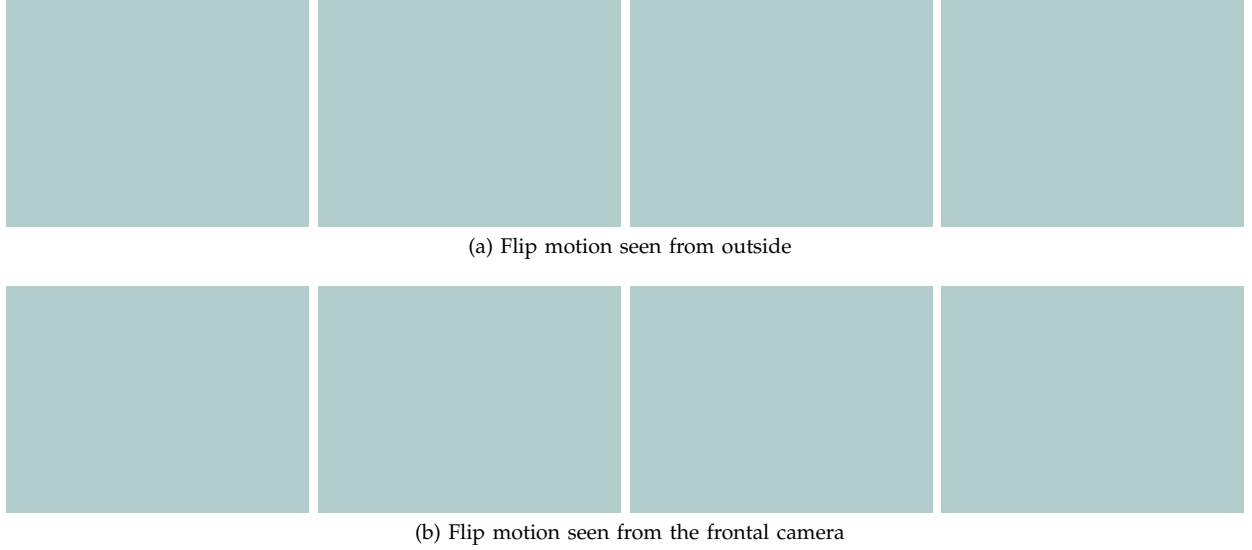 (a) Flip motion seen from outside
(b) Flip motion seen from the frontal camera